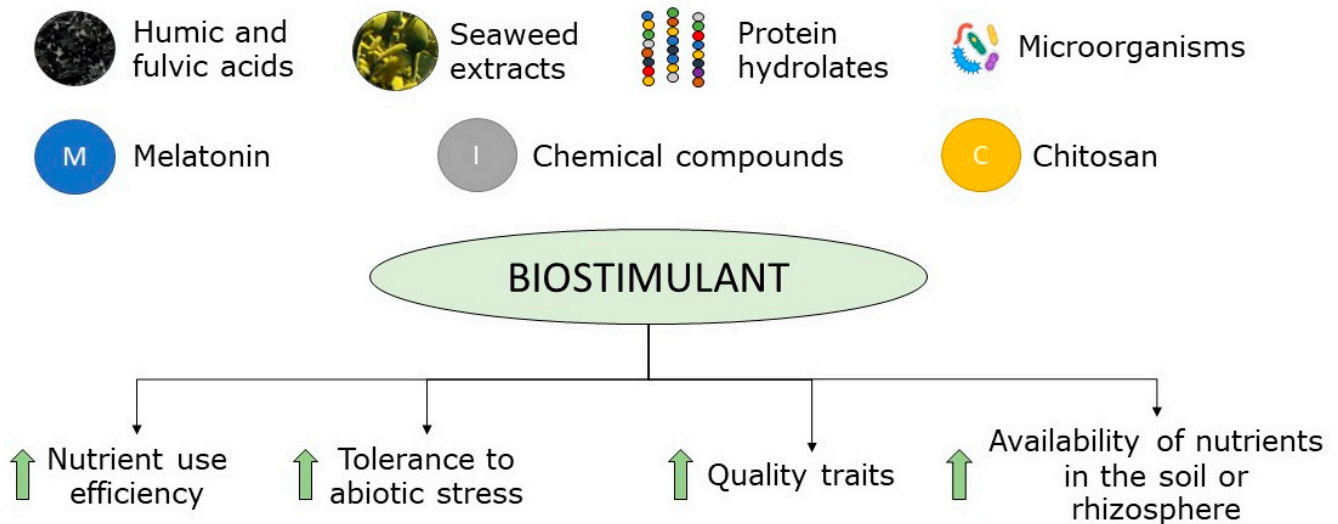 Humic and
fulvic acids
Seaweed
extracts
Protein
hydrolates
Microorganisms
M
Melatonin
I
Chemical compounds
C
Chitosan
BIOSTIMULANT
Nutrient use
efficiency
Tolerance to
abiotic stress
Quality traits
Availability of nutrients
in the soil or
rhizosphere